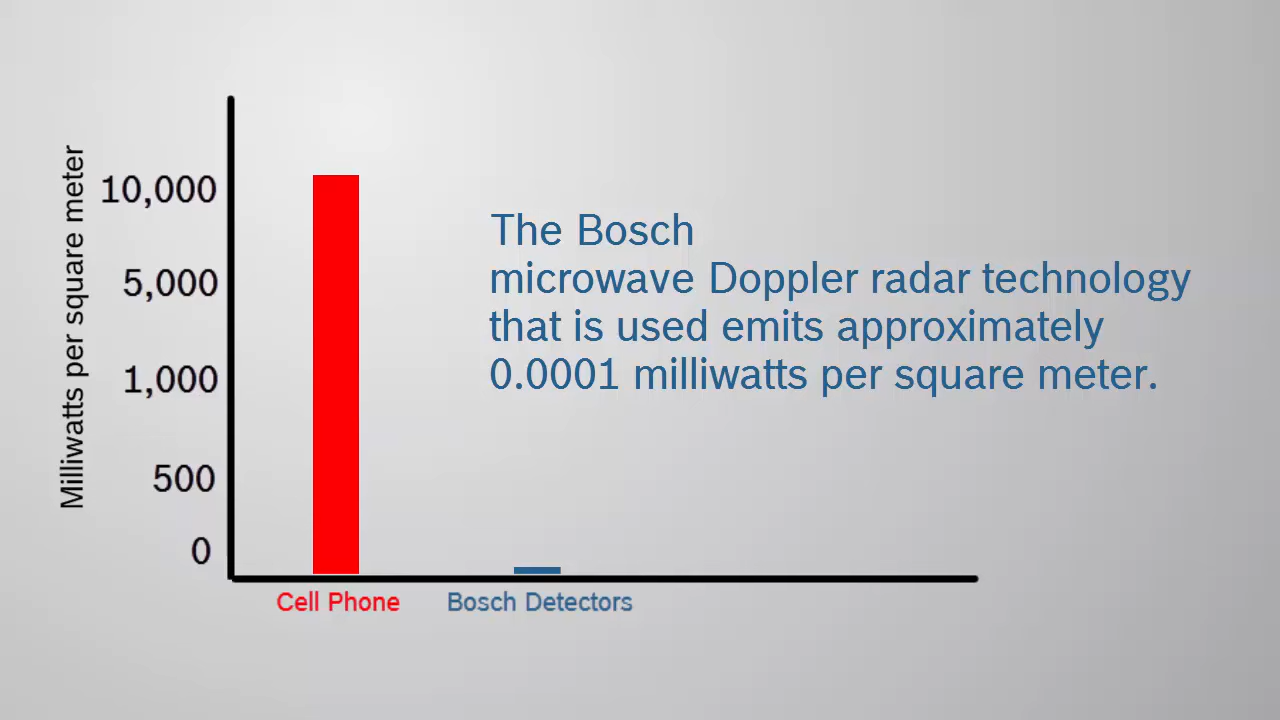 Milliwatts per square meter
10,000
5,000
1,000
500
0
Cell Phone
Bosch Detectors
The Bosch
microwave Doppler radar technology
that is used emits approximately
0.0001 milliwatts per square meter.